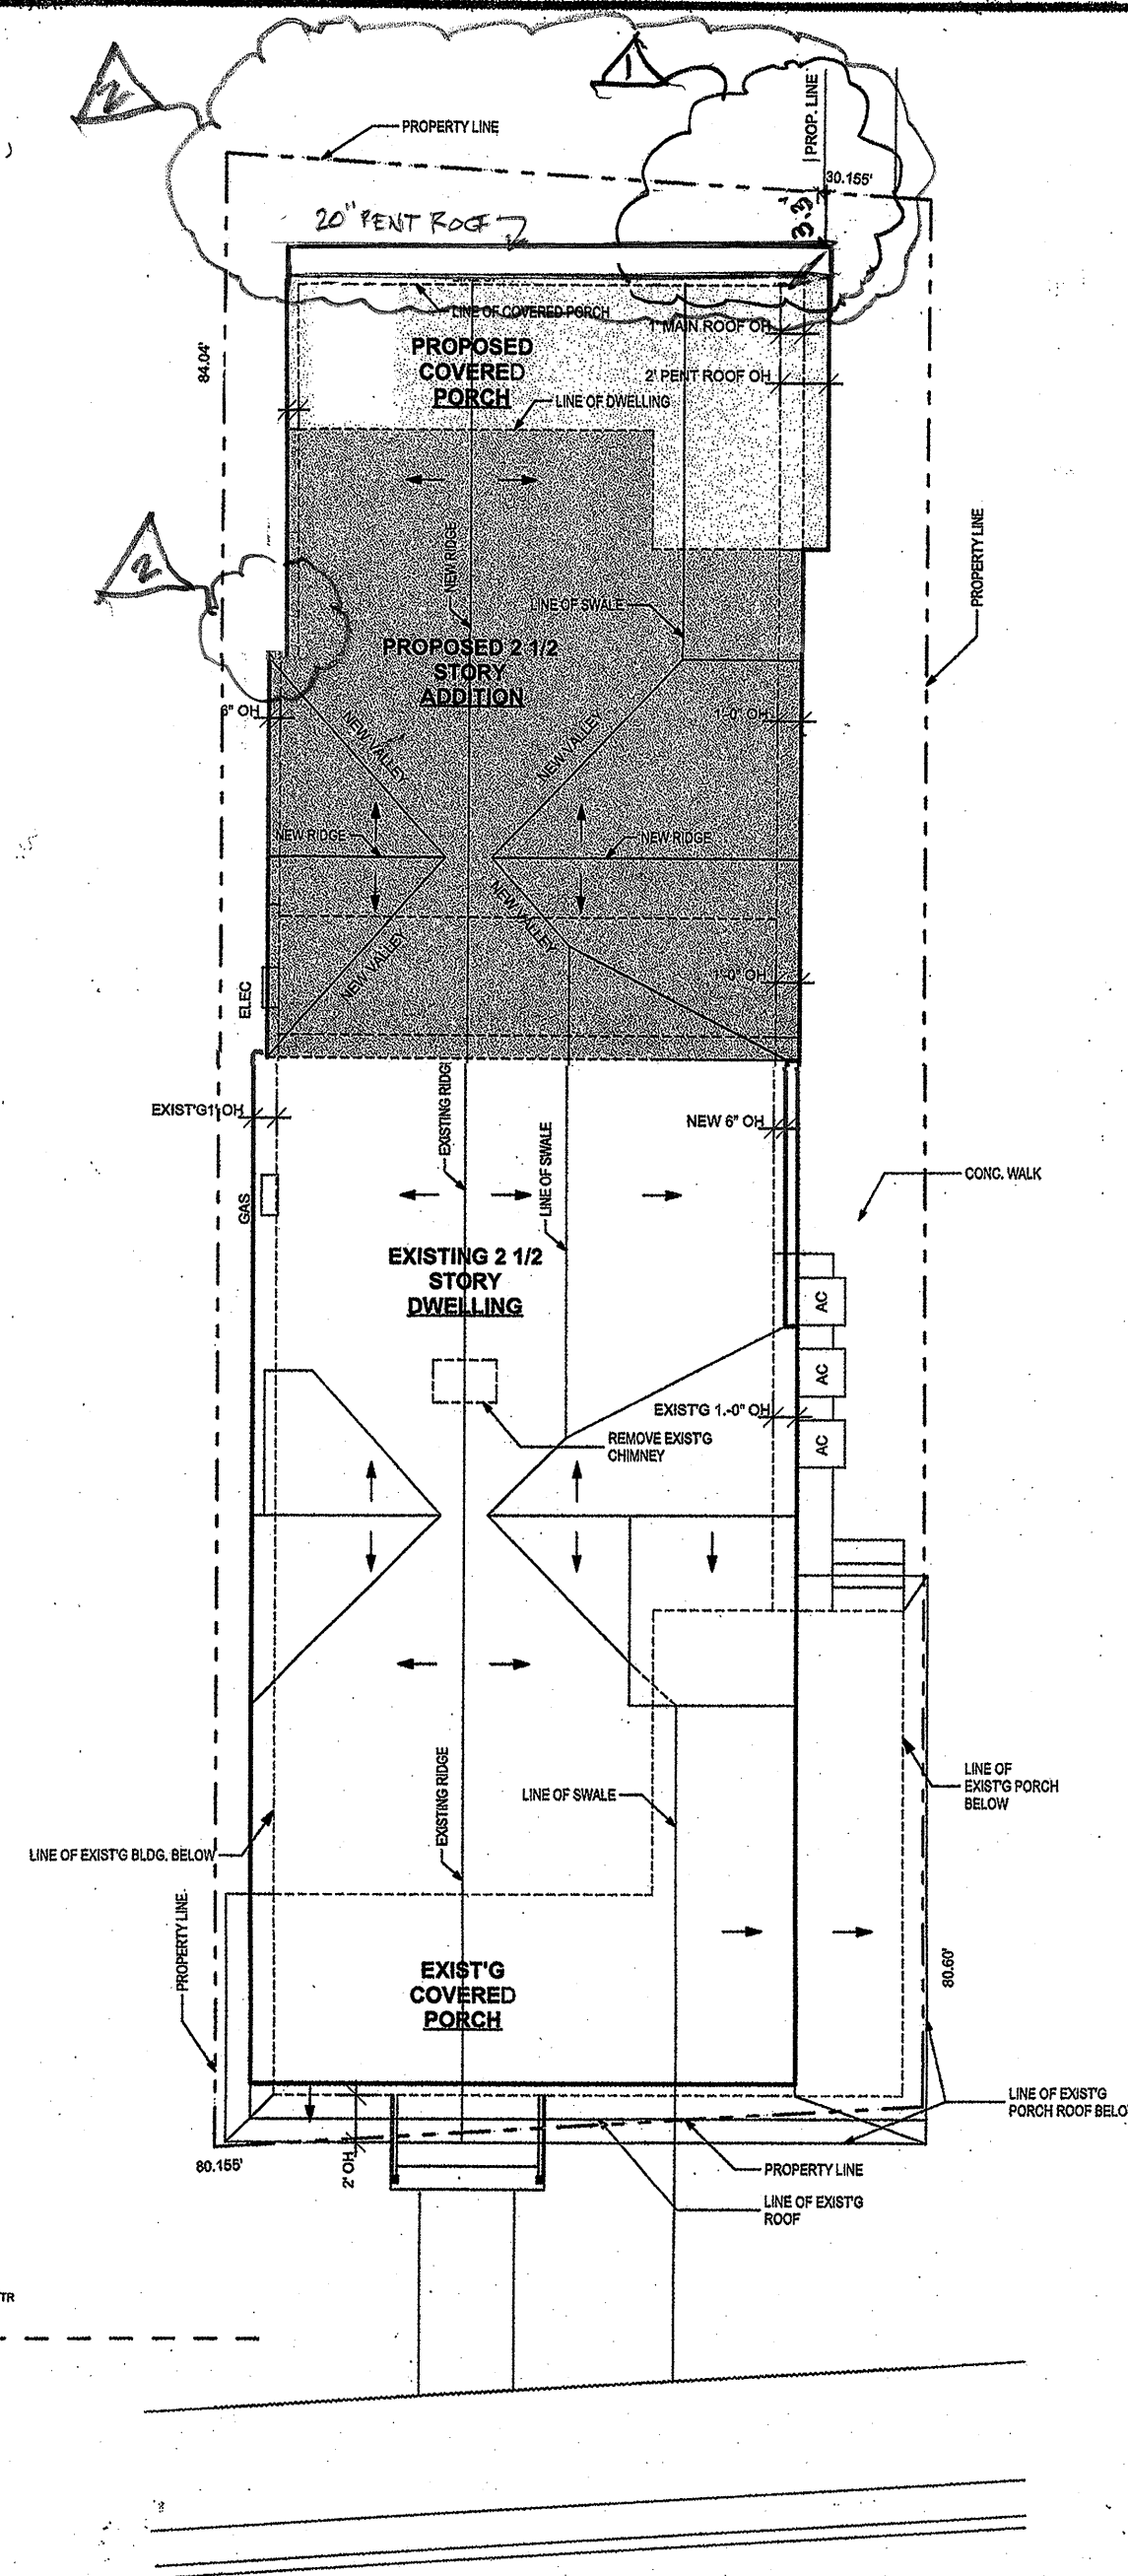 2
1
PROPERTY LINE
PROP. LINE
30.155'
20" PENT ROOF
LINE OF COVERED PORCH
1' MAIN ROOF OH
PROPOSED
COVERED
PORCH
84.04'
2' PENT ROOF OH
LINE OF DWELLING
NEW RIDGE
PROPERTY LINE
2
LINE OF SWALE
PROPOSED 2 1/2
STORY
ADDITION
6" OH
1'-0" OH
NEW VALLEY
NEW VALLEY
NEW RIDGE
NEW RIDGE
NEW VALLEY
NEW VALLEY
1'-0" OH
ELEC
EXIST'G1' OH
EXISTING RIDGE
NEW 6" OH
LINE OF SWALE
CONC. WALK
GAS
EXISTING 2 1/2
STORY
DWELLING
AC
AC
EXIST'G 1.-0" OH
AC
REMOVE EXIST'G
CHIMNEY
EXISTING RIDGE
LINE OF SWALE
LINE OF
EXIST'G PORCH
BELOW
LINE OF EXIST'G BLDG. BELOW
PROPERTY LINE
EXIST'G
COVERED
PORCH
80.60'
LINE OF EXIST'G
PORCH ROOF BELO
80.155'
2' OH
PROPERTY LINE
LINE OF EXIST'G
ROOF
TR